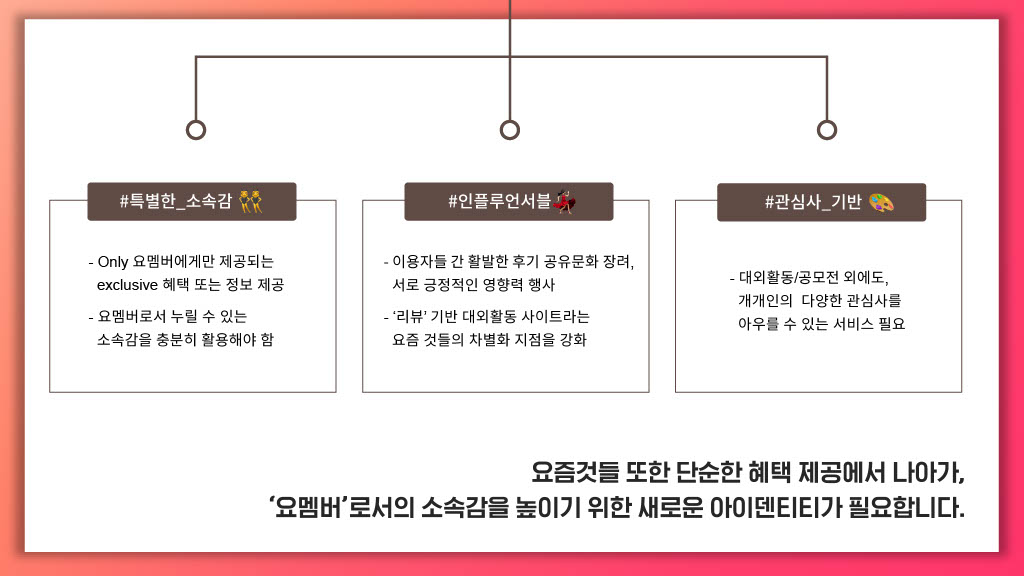 #특별한_소속감 👯
- Only 요멤버에게만 제공되는
exclusive 혜택 또는 정보 제공
- 요멤버로서 누릴 수 있는
소속감을 충분히 활용해야 함
#인플루언서블💃
- 이용자들 간 활발한 후기 공유문화 장려,
서로 긍정적인 영향력 행사
- ‘리뷰’ 기반 대외활동 사이트라는
요즘 것들의 차별화 지점을 강화
#관심사_기반 🎨
- 대외활동/공모전 외에도,
개개인의 다양한 관심사를
아우를 수 있는 서비스 필요
요즘것들 또한 단순한 혜택 제공에서 나아가,
‘요멤버’로서의 소속감을 높이기 위한 새로운 아이덴티티가 필요합니다.